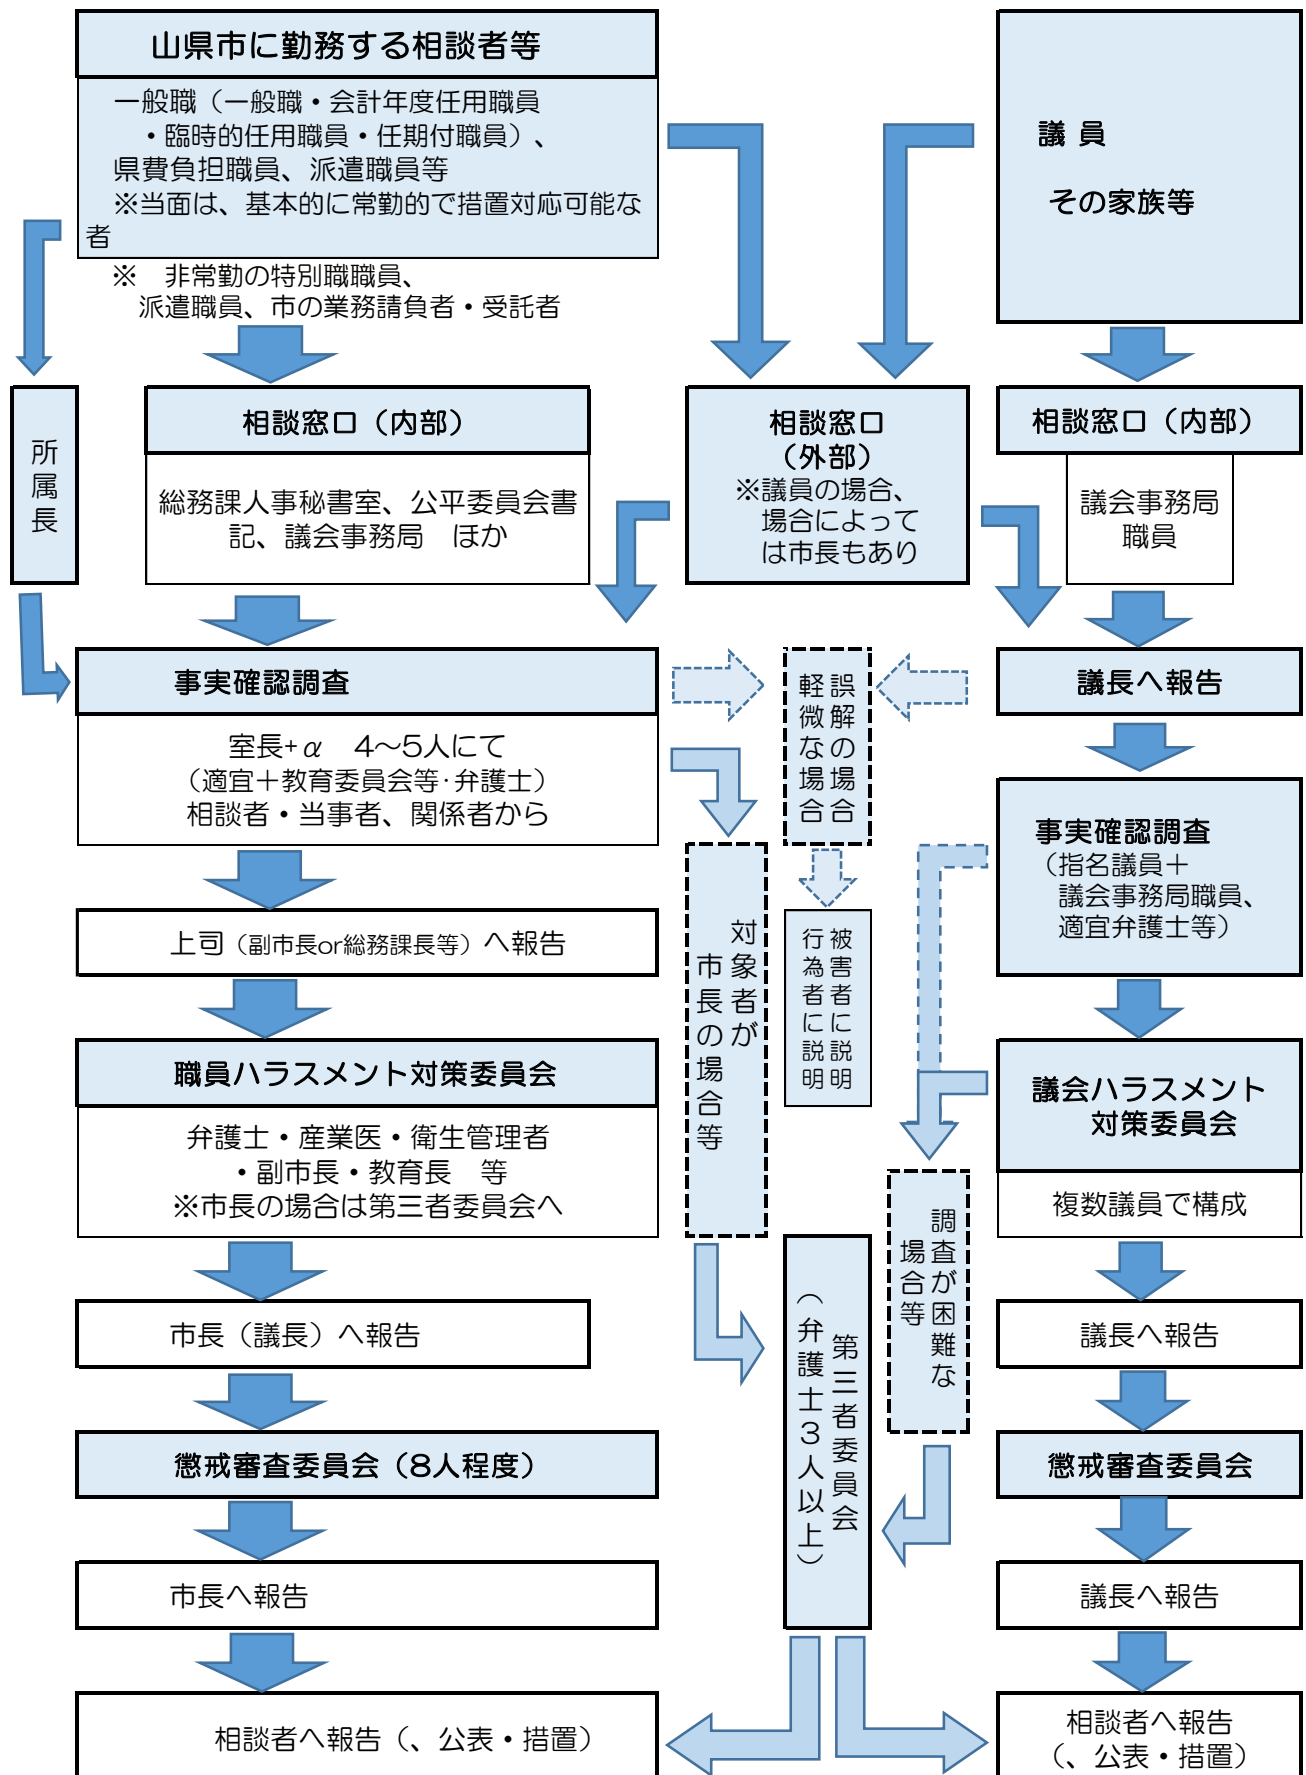 山県市に勤務する相談者等
一般職（一般職・会計年度任用職員
・臨時的任用職員・任期付職員）、
県費負担職員、派遣職員等
※当面は、基本的に常勤的で措置対応可能な
者
※　非常勤の特別職職員、
派遣職員、市の業務請負者・受託者
議 員
その家族等
所属長
相談窓口（内部）
総務課人事秘書室、公平委員会書
記、議会事務局　ほか
相談窓口
（外部）
※議員の場合、
場合によって
は市長もあり
相談窓口（内部）
議会事務局
職員
事実確認調査
室長+α　4～5人にて
（適宜＋教育委員会等・弁護士）
相談者・当事者、関係者から
誤解の場合
軽微な場合
議長へ報告
上司（副市長or総務課長等）へ報告
対象者が
市長の場合等
被害者に説明
行為者に説明
事実確認調査
（指名議員＋
議会事務局職員、
適宜弁護士等）
職員ハラスメント対策委員会
弁護士・産業医・衛生管理者
・副市長・教育長　等
※市長の場合は第三者委員会へ
議会ハラスメント
対策委員会
複数議員で構成
調査が困難な
場合等
市長（議長）へ報告
第三者委員会
（弁護士３人以上）
議長へ報告
懲戒審査委員会（8人程度）
懲戒審査委員会
市長へ報告
議長へ報告
相談者へ報告（、公表・措置）
相談者へ報告
（、公表・措置）